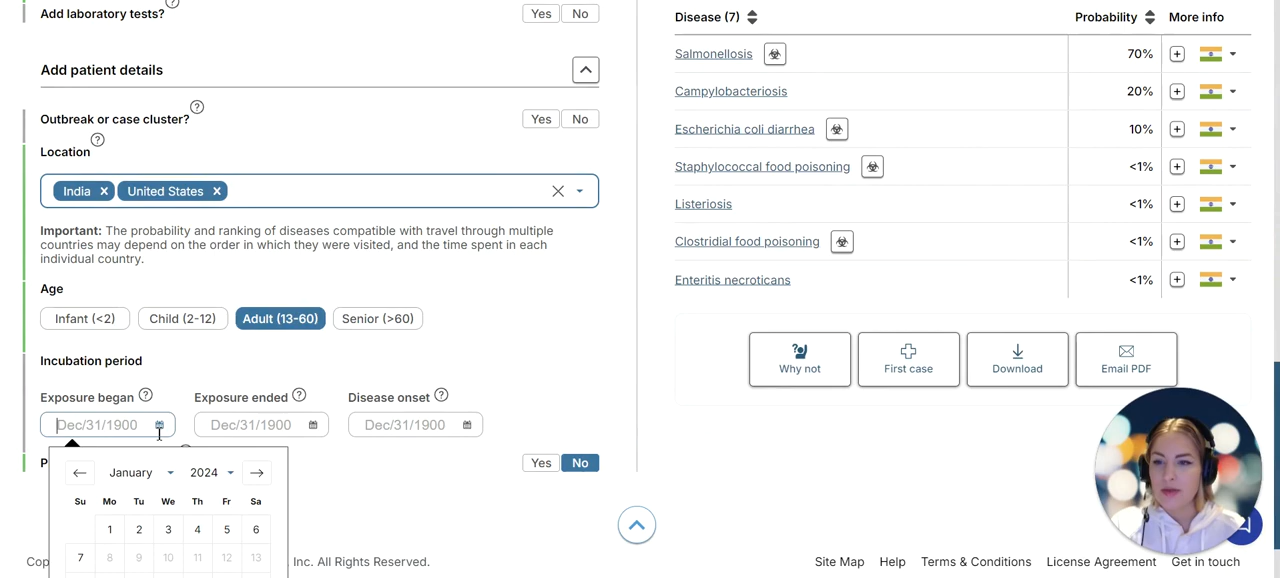 Add laboratory tests? ?
Yes No
Add patient details
Outbreak or case cluster? ?
Yes No
Location ?
India United States
Important: The probability and ranking of diseases compatible with travel through multiple
countries may depend on the order in which they were visited, and the time spent in each
individual country.
Age
Infant (<2) Child (2-12) Adult (13-60) Senior (>60)
Incubation period
Exposure began ? Exposure ended ? Disease onset ?
Dec/31/1900 Dec/31/1900 Dec/31/1900
P
Yes No
January 2024
Su Mo Tu We Th Fr Sa
1 2 3 4 5 6
7 8 9 10 11 12 13
Cop
Inc. All Rights Reserved.
Disease (7) Probability More info
Salmonellosis 70%
Campylobacteriosis 20%
Escherichia coli diarrhea 10%
Staphylococcal food poisoning <1%
Listeriosis <1%
Clostridial food poisoning <1%
Enteritis necroticans <1%
Why not First case Download Email PDF
Site Map Help Terms & Conditions License Agreement Get in touch